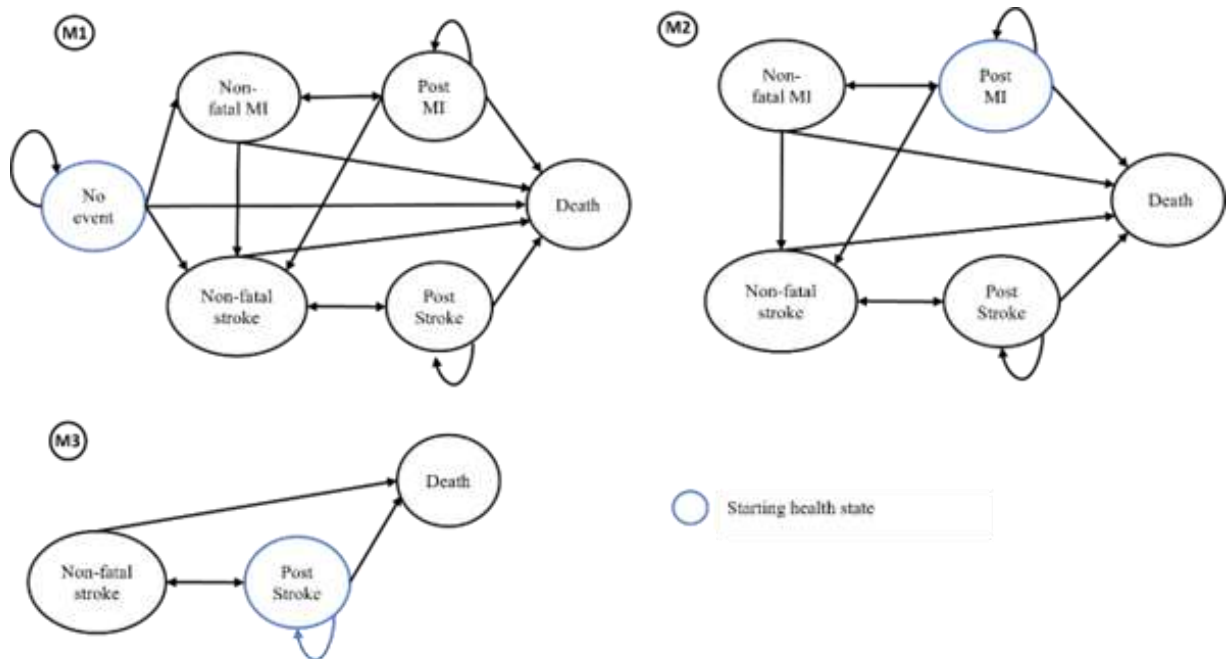 M1
Non-
fatal MI
Post
MI
No
event
Death
Non-fatal
stroke
Post
Stroke
M2
Non-
fatal MI
Post
MI
Death
Non-fatal
stroke
Post
Stroke
M3
Death
Non-fatal
stroke
Post
Stroke
Starting health state